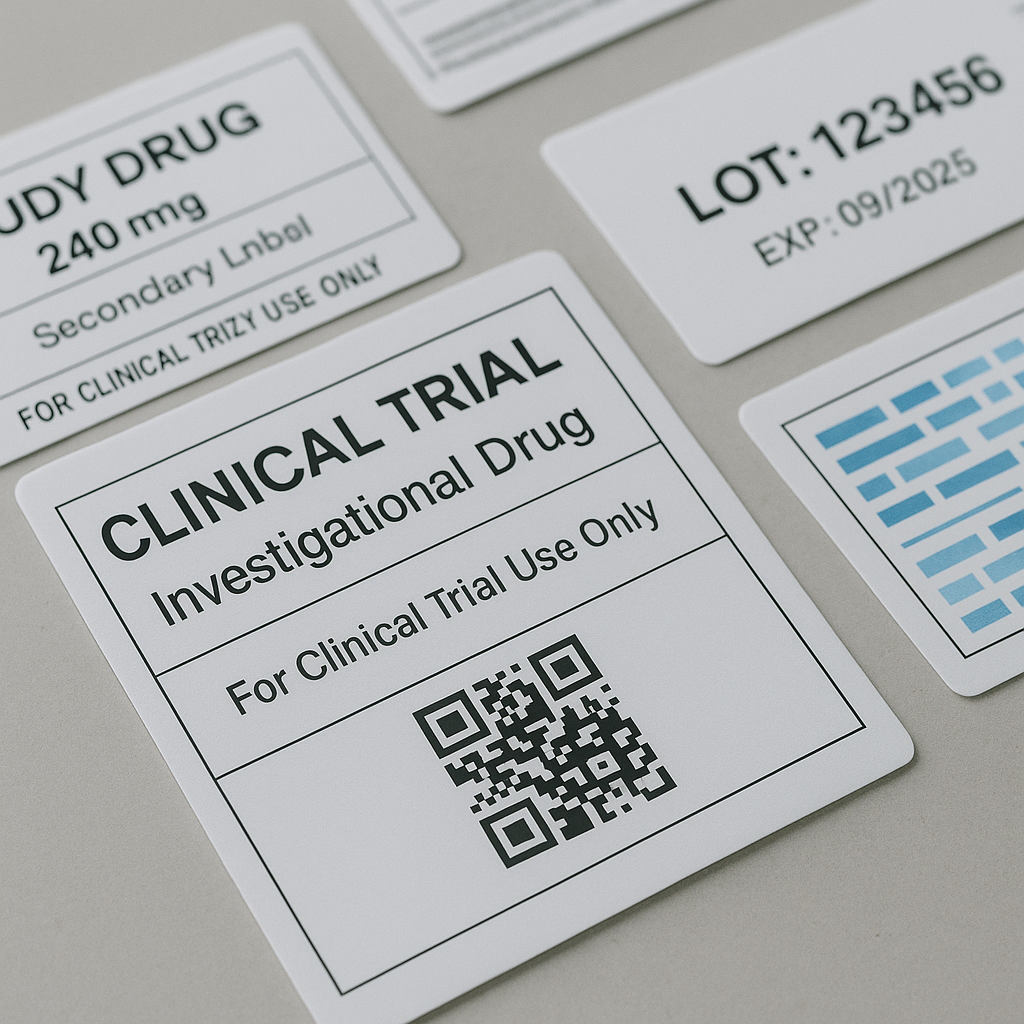 UDY DRUG
240 mg
Secondary Lnbel
FOR CLINICAL TRIZY USE ONLY
LOT: 123456
EXP: 09/2025
CLINICAL TRIAL
Investigational Drug
For Clinical Trial Use Only